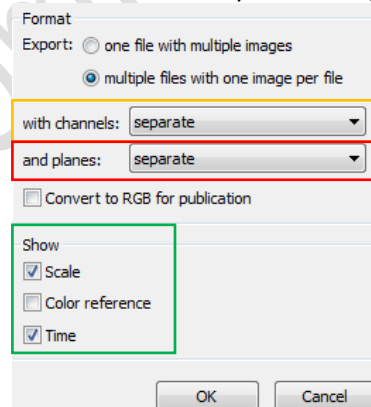 Format
Export: one file with multiple images
multiple files with one image per file
with channels: separate
and planes: separate
Convert to RGB for publication
Show
Scale
Color reference
Time
OK Cancel